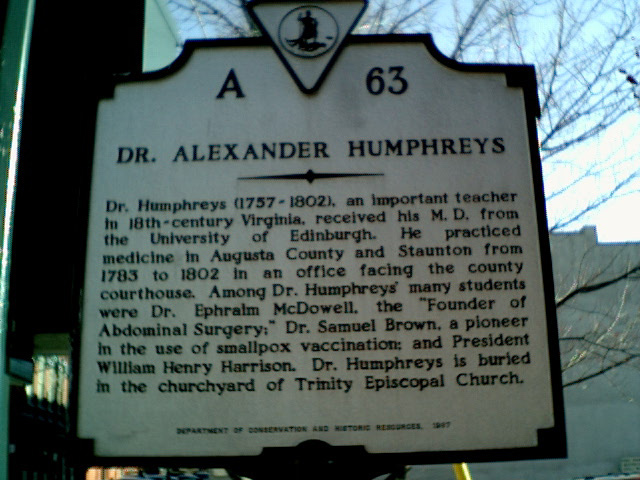 A 63
DR. ALEXANDER HUMPHREYS
Dr. Humphreys (1757-1802), an important teacher
in 18th-century Virginia, received his M.D. from
the University of Edinburgh. He practiced
medicine in Augusta County and Staunton from
1783 to 1802 in an office facing the county
courthouse. Among Dr. Humphreys' many students
were Dr. Ephraim McDowell, the "Founder of
Abdominal Surgery;" Dr. Samuel Brown, a pioneer
in the use of smallpox vaccination; and President
William Henry Harrison. Dr. Humphreys is buried
in the churchyard of Trinity Episcopal Church.
DEPARTMENT OF CONSERVATION AND HISTORIC RESOURCES, 1987